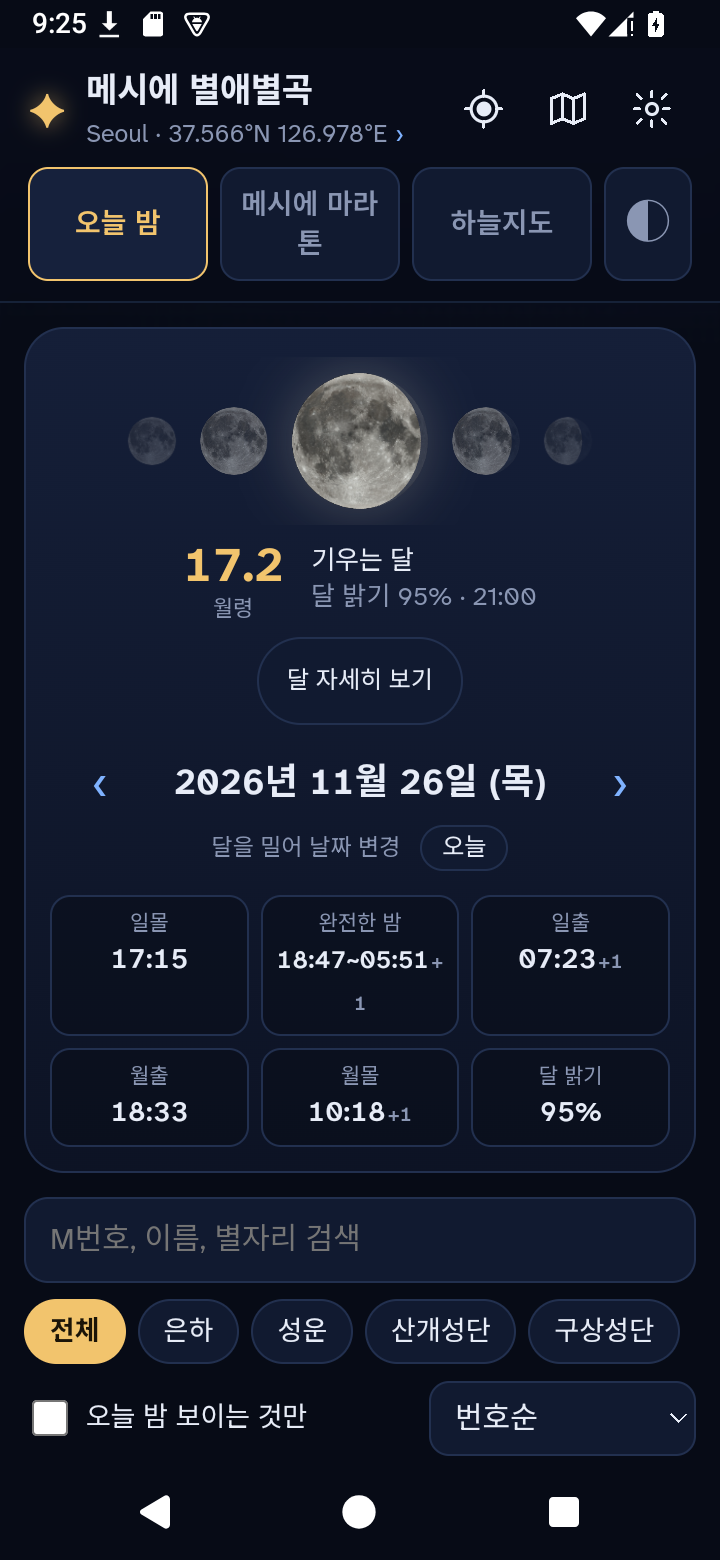 9:25
메시에 별애별곡
Seoul · 37.566°N 126.978°E ›
오늘 밤
메시에 마라
톤
하늘지도
17.2
월령
기우는 달
달 밝기 95% · 21:00
달 자세히 보기
‹ 2026년 11월 26일 (목) ›
달을 밀어 날짜 변경 오늘
일몰
17:15
완전한 밤
18:47~05:51+
1
일출
07:23+1
월출
18:33
월몰
10:18+1
달 밝기
95%
M번호, 이름, 별자리 검색
전체 은하 성운 산개성단 구상성단
오늘 밤 보이는 것만 번호순